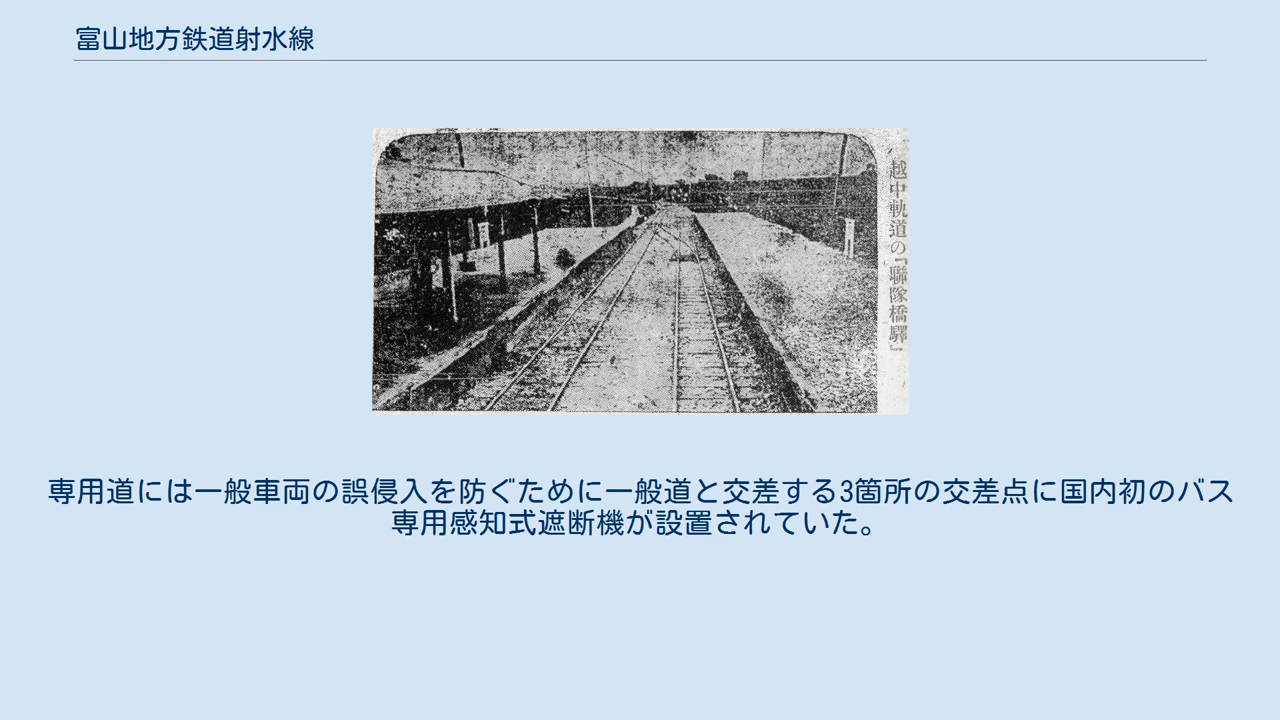 富山地方鉄道射水線
越中軌道の『聯隊橋驛』
専用道には一般車両の誤侵入を防ぐために一般道と交差する3箇所の交差点に国内初のバス
専用感知式遮断機が設置されていた。